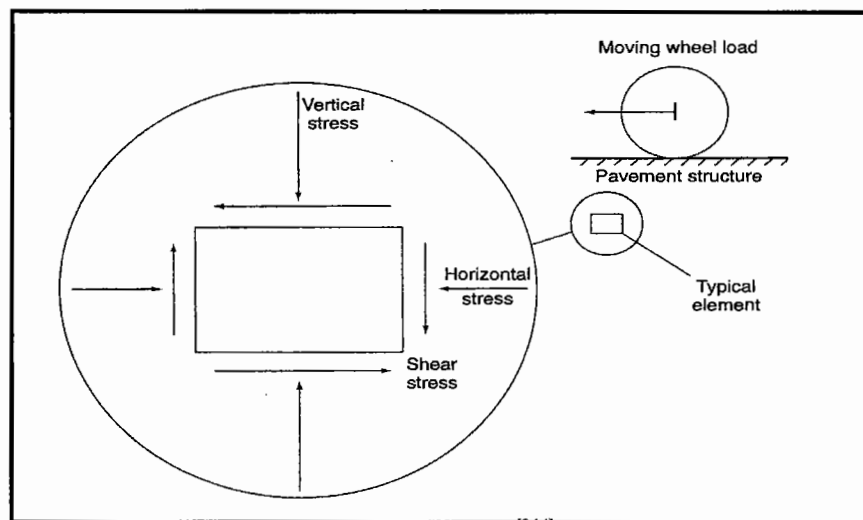 Moving wheel load
Vertical
stress
Pavement structure
Horizontal
stress
Typical
element
Shear
stress